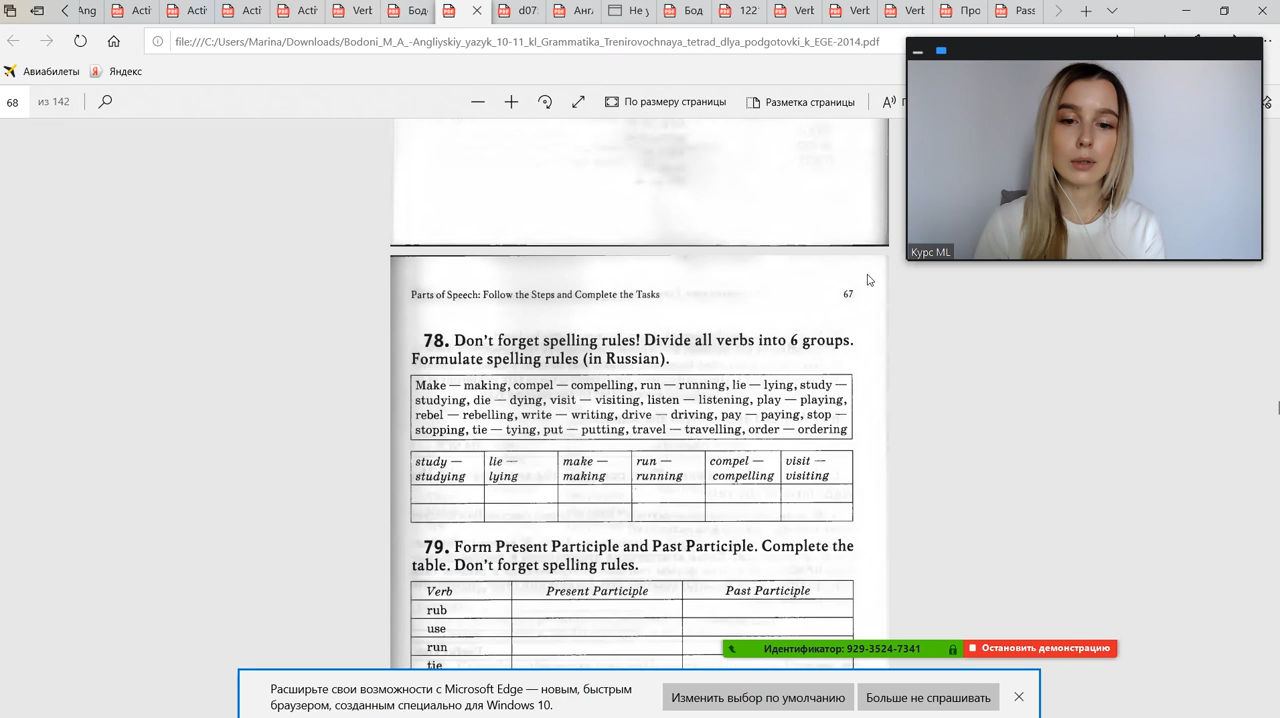 Ang
Acti
Acti
Acti
Acti
Vert
Бод
d07
Анг
Не у
Бод
122
Verb
Verb
Verb
Про
Pass
file:///C:/Users/Marina/Downloads/Bodoni_M_A_-Angliyskiy_yazyk_10-11_kl_Grammatika_Trenirovochnaya_tetrad_dlya_podgotovki_k_EGE-2014.pdf
Авиабилеты
Яндекс
68
из 142
По размеру страницы
Разметка страницы
Курс ML
Parts of Speech: Follow the Steps and Complete the Tasks 67
78. Don't forget spelling rules! Divide all verbs into 6 groups.
Formulate spelling rules (in Russian).
Make — making, compel — compelling, run — running, lie — lying, study —
studying, die — dying, visit — visiting, listen — listening, play — playing,
rebel — rebelling, write — writing, drive — driving, pay — paying, stop —
stopping, tie — tying, put — putting, travel — travelling, order — ordering
study — lie — make — run — compel — visit —
studying lying making running compelling visiting
79. Form Present Participle and Past Participle. Complete the
table. Don't forget spelling rules.
Verb Present Participle Past Participle
rub
use
run
tie
Идентификатор: 929-3524-7341
Остановить демонстрацию
Расширьте свои возможности с Microsoft Edge — новым, быстрым
браузером, созданным специально для Windows 10.
Изменить выбор по умолчанию
Больше не спрашивать